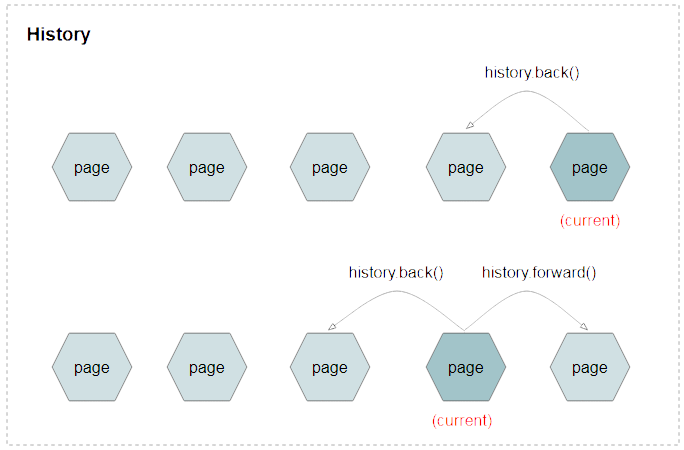 History
history.back()
page page page page page
(current)
history.back() history.forward()
page page page page page
(current)